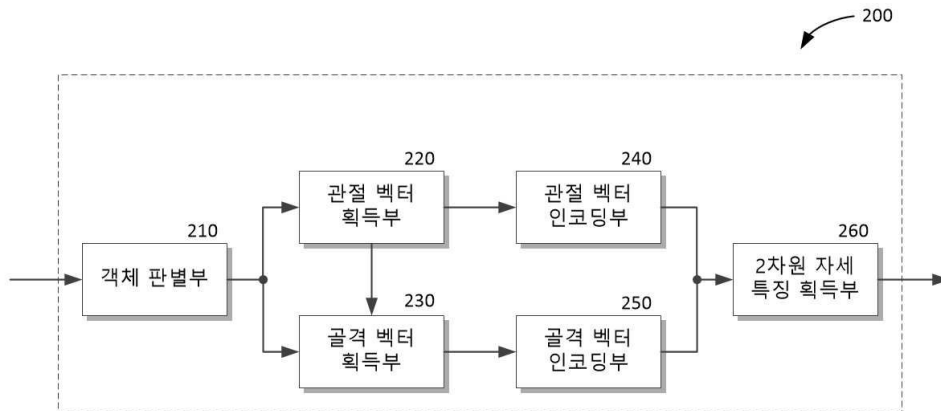 200
220
관절 벡터
획득부
240
관절 벡터
인코딩부
210
객체 판별부
260
2차원 자세
특징 획득부
230
골격 벡터
획득부
250
골격 벡터
인코딩부